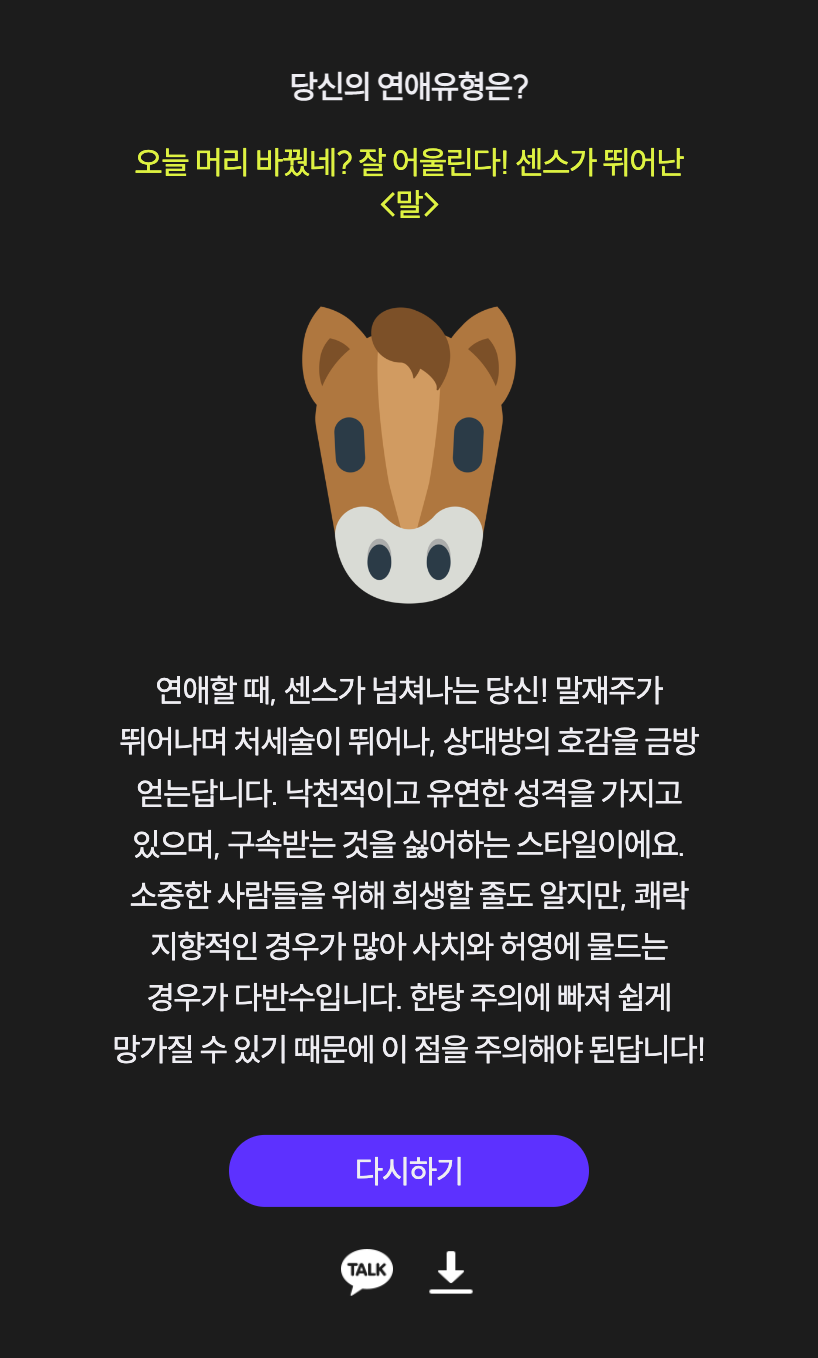 당신의 연애유형은?
오늘 머리 바꿨네? 잘 어울린다! 센스가 뛰어난
<말>
연애할 때, 센스가 넘쳐나는 당신! 말재주가
뛰어나며 처세술이 뛰어나, 상대방의 호감을 금방
얻는답니다. 낙천적이고 유연한 성격을 가지고
있으며, 구속받는 것을 싫어하는 스타일이에요.
소중한 사람들을 위해 희생할 줄도 알지만, 쾌락
지향적인 경우가 많아 사치와 허영에 물드는
경우가 다반수입니다. 한탕 주의에 빠져 쉽게
망가질 수 있기 때문에 이 점을 주의해야 된답니다!
다시하기
TALK